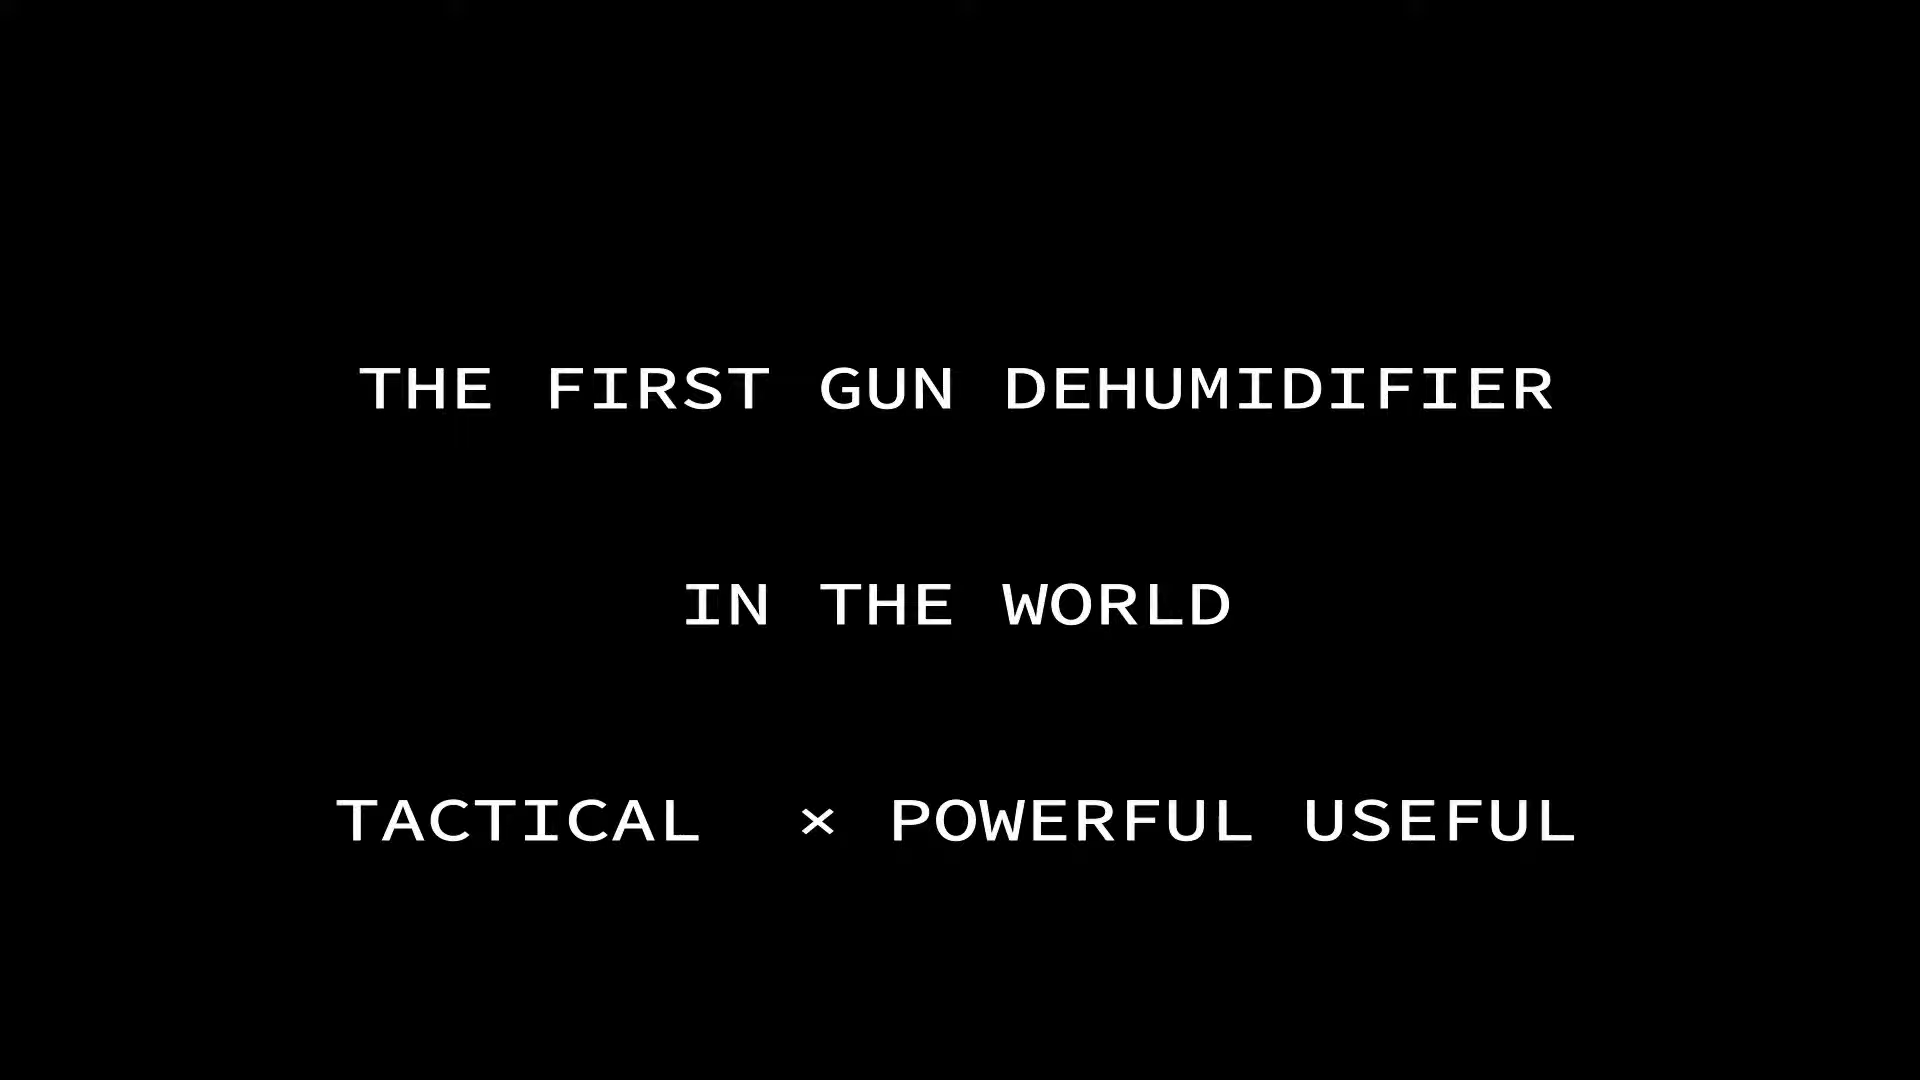 THE FIRST GUN DEHUMIDIFIER
IN THE WORLD
TACTICAL × POWERFUL USEFUL